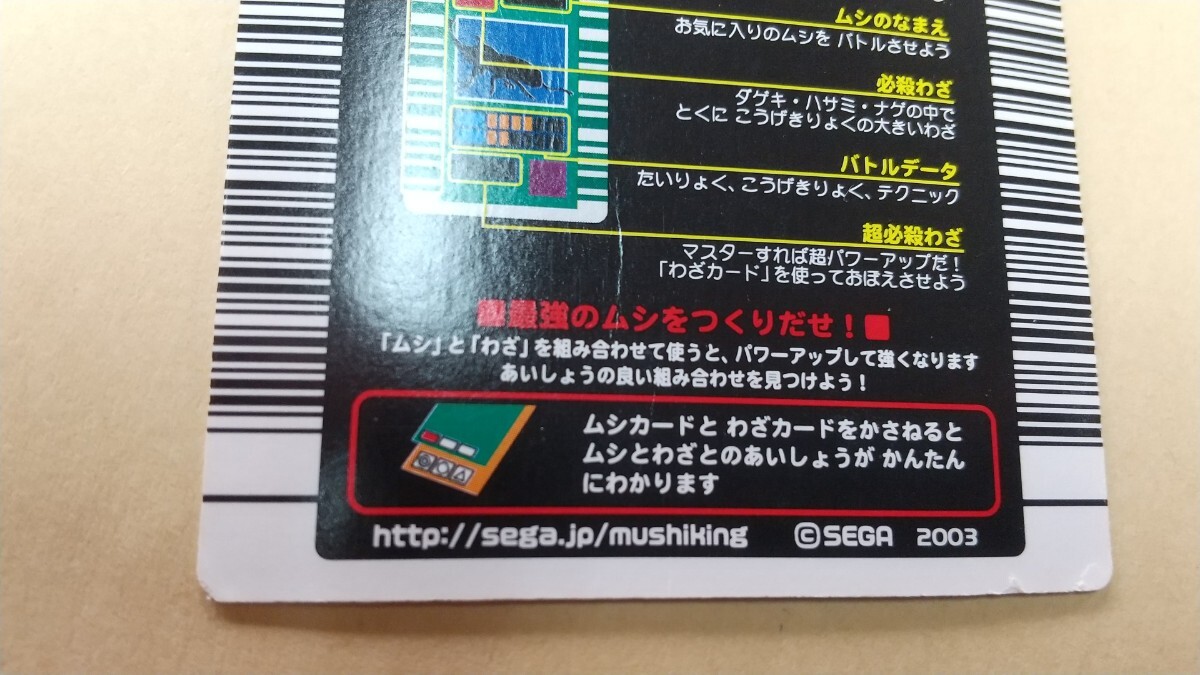 ムシのなまえ
お気に入りのムシを バトルさせよう
必殺わざ
ダゲキ・ハサミ・ナゲの中で
とくに こうげきりょくの大きいわざ
バトルデータ
たいりょく、こうげきりょく、テクニック
超必殺わざ
マスターすれば超パワーアップだ!
「わざカード」を使っておぼえさせよう
■最強のムシをつくりだせ!■
「ムシ」と「わざ」を組み合わせて使うと、パワーアップして強くなります
あいしょうの良い組み合わせを見つけよう!
ムシカードと わざカードをかさねると
ムシとわざとのあいしょうが かんたん
にわかります
http://sega.jp/mushiking ©SEGA 2003